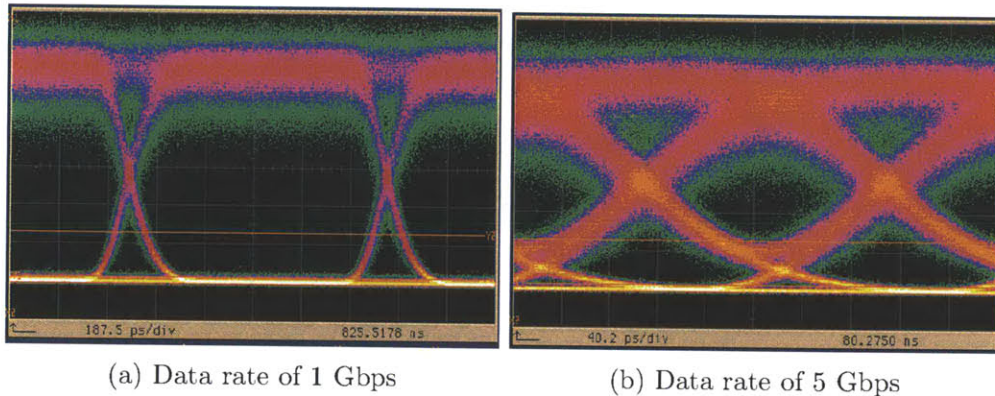 187.5 ps/div 825.5178 ns
40.2 ps/div 80.2750 ns
(a) Data rate of 1 Gbps
(b) Data rate of 5 Gbps